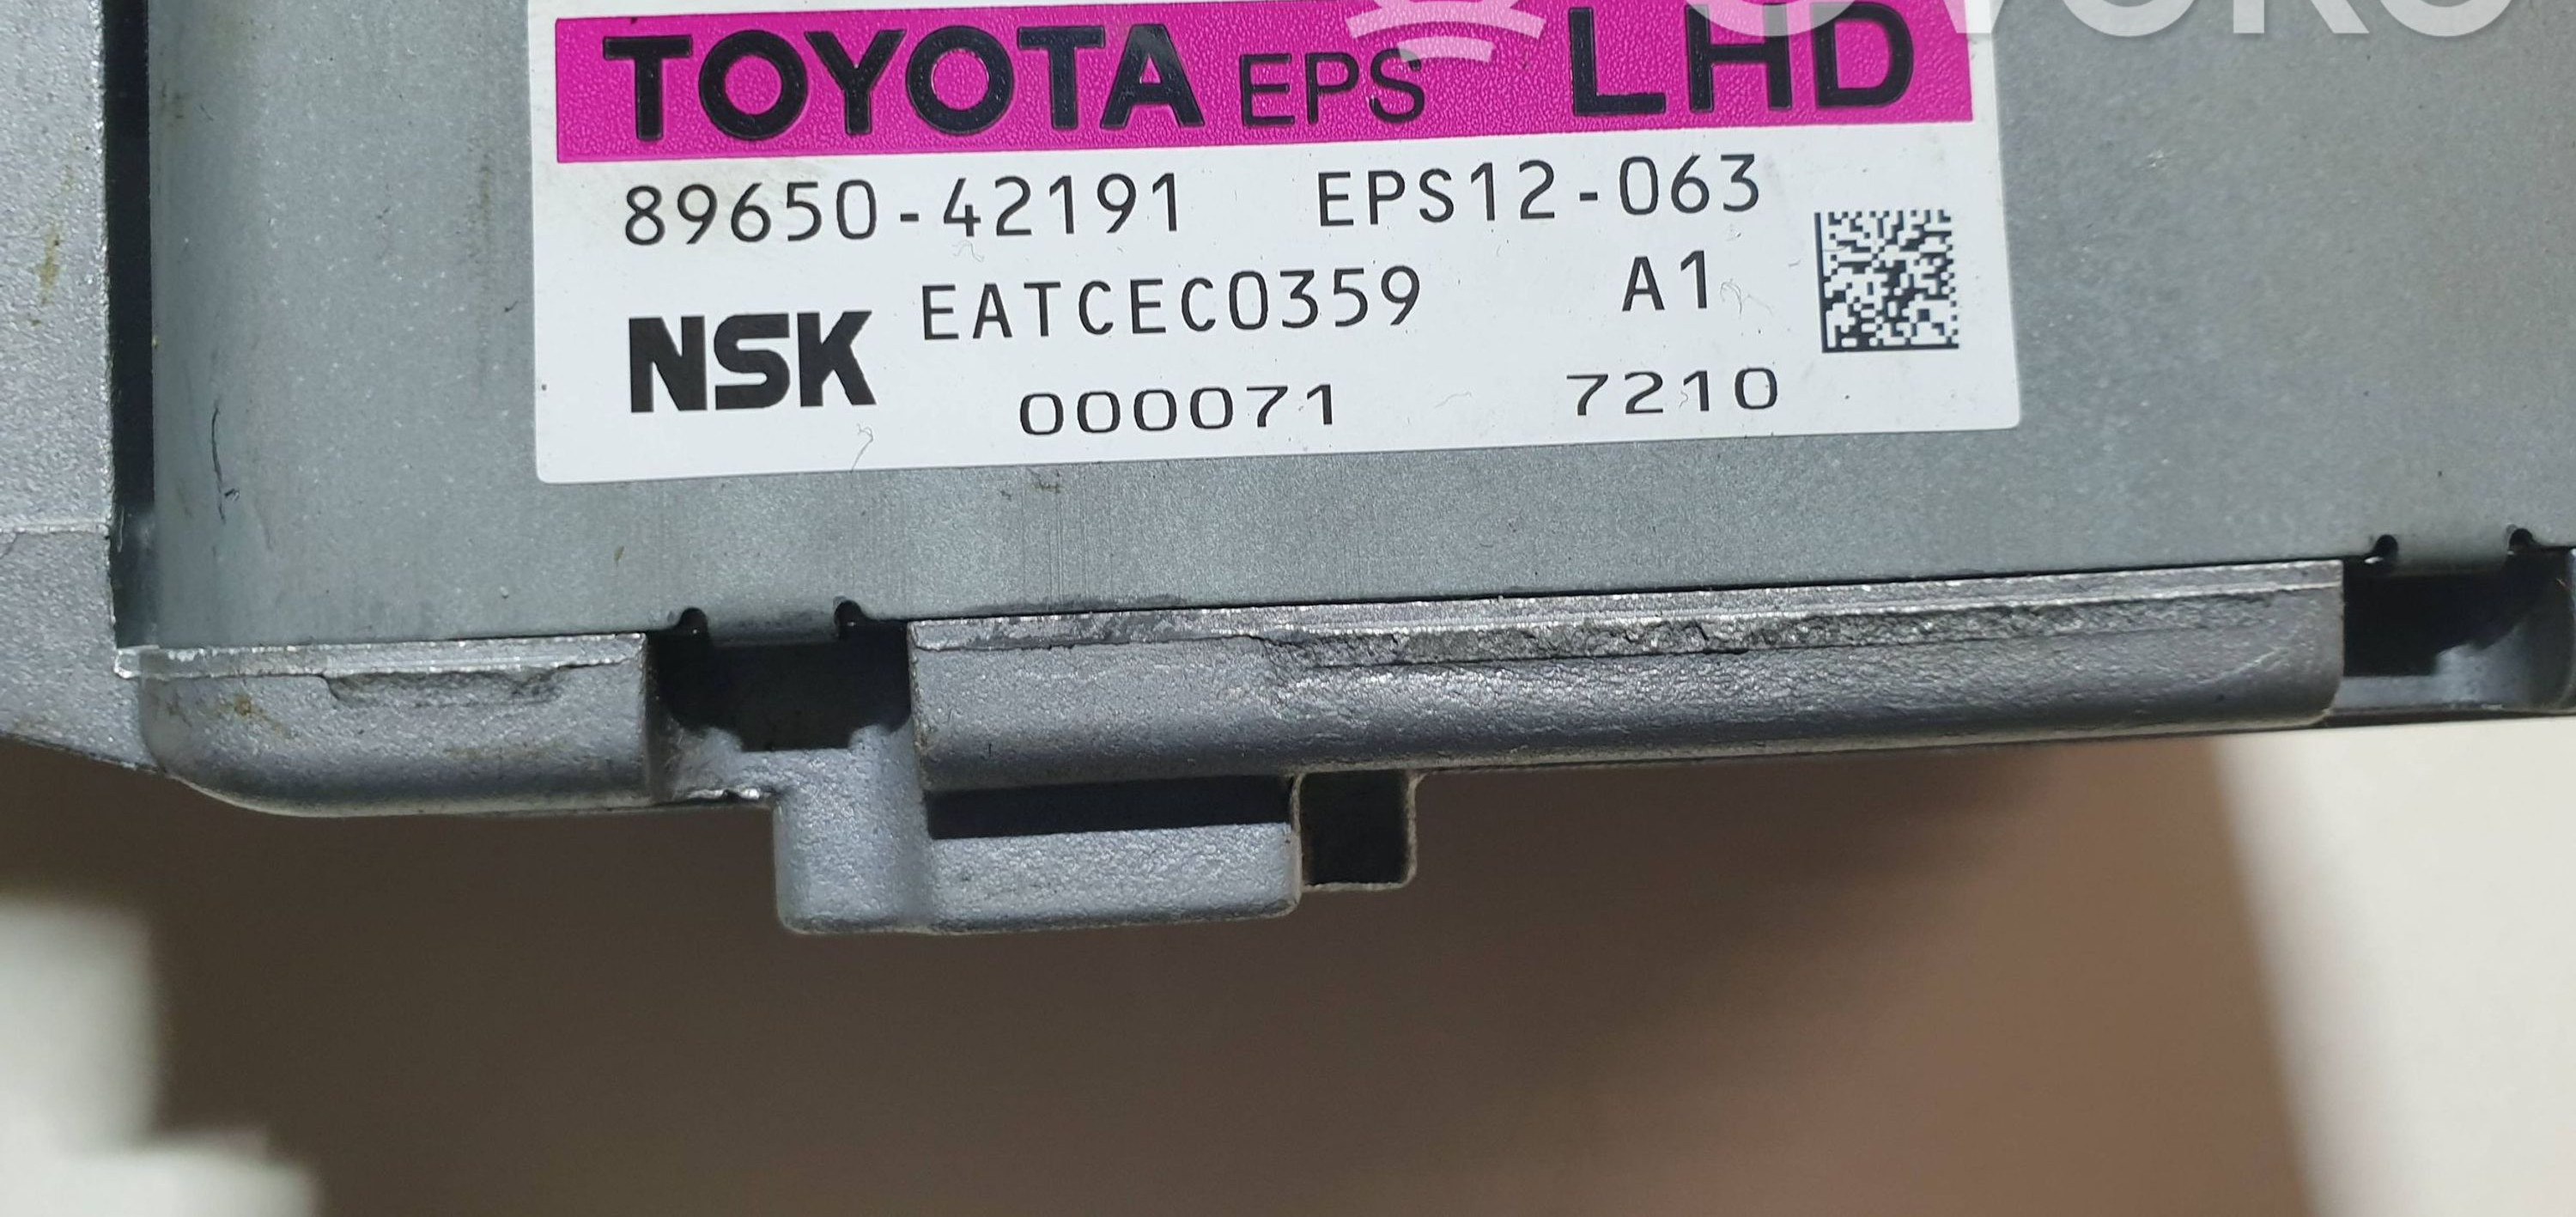 TOYOTA EPS LHD
89650-42191 EPS12-063
NSK EATCEC0359 A1
000071 7210